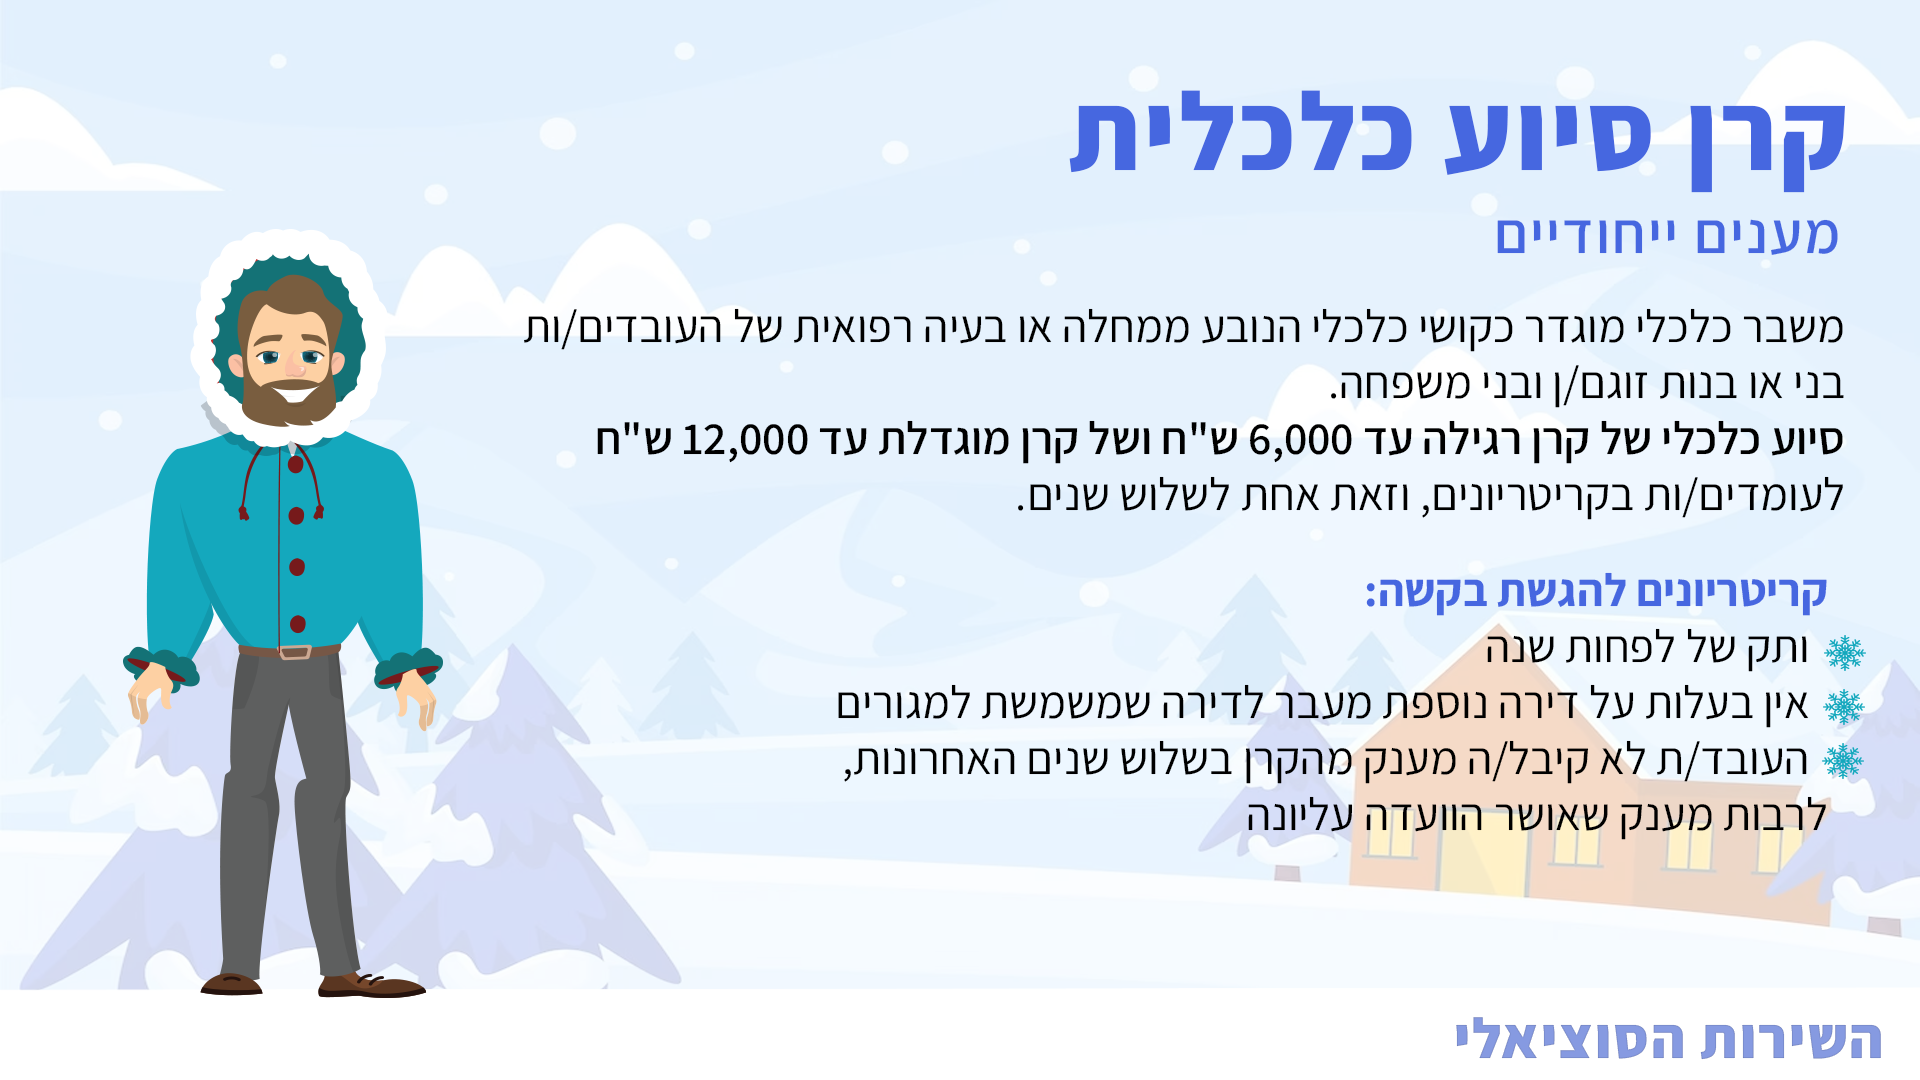 קרן סיוע כלכלית
מענים ייחודיים
משבר כלכלי מוגדר כקושי כלכלי הנובע ממחלה או בעיה רפואית של העובדים/ות
בני או בנות זוגם/ן ובני משפחה.
סיוע כלכלי של קרן רגילה עד 6,000 ש"ח ושל קרן מוגדלת עד 12,000 ש"ח
לעומדים/ות בקריטריונים, וזאת אחת לשלוש שנים.
קריטריונים להגשת בקשה:
ותק של לפחות שנה
אין בעלות על דירה נוספת מעבר לדירה שמשמשת למגורים
העובד/ת לא קיבל/ה מענק מהקרן בשלוש שנים האחרונות,
לרבות מענק שאושר הוועדה עליונה
השירות הסוציאלי